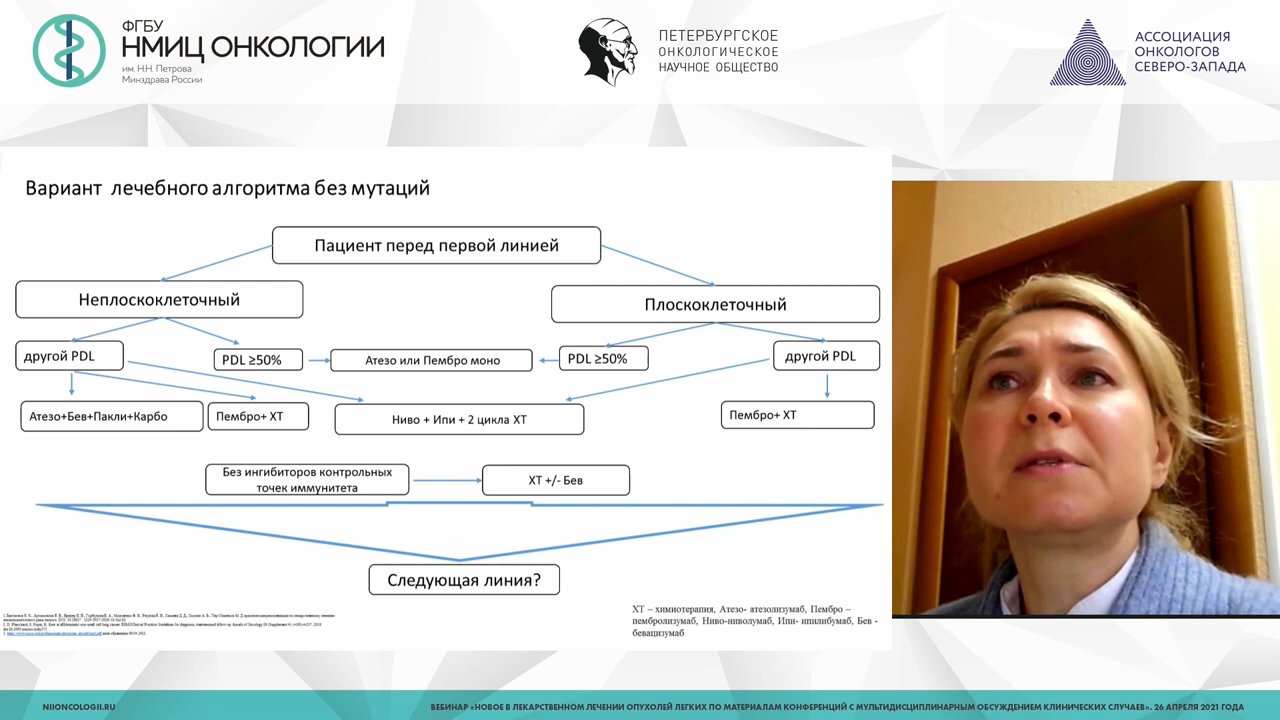 ФГБУ
НМИЦ ОНКОЛОГИИ
им. Н.Н. Петрова
Минздрава России
ПЕТЕРБУРГСКОЕ
ОНКОЛОГИЧЕСКОЕ
НАУЧНОЕ ОБЩЕСТВО
АССОЦИАЦИЯ
ОНКОЛОГОВ
СЕВЕРО-ЗАПАДА
Вариант лечебного алгоритма без мутаций
Пациент перед первой линией
Неплоскоклеточный
Плоскоклеточный
другой PDL
PDL ≥50%
Атезо или Пембро моно
PDL ≥50%
другой PDL
Атезо+Бев+Пакли+Карбо
Пембро+ ХТ
Ниво + Ипи + 2 цикла ХТ
Пембро+ ХТ
Без ингибиторов контрольных
точек иммунитета
ХТ +/- Бев
Следующая линия?
ХТ – химиотерапия, Атезо- атезолизумаб, Пембро –
пембролизумаб, Ниво-ниволумаб, Ипи- ипилибумаб, Бев -
бевацизумаб
NIIONCOLOGII.RU
ВЕБИНАР «НОВОЕ В ЛЕКАРСТВЕННОМ ЛЕЧЕНИИ ОПУХОЛЕЙ ЛЕГКИХ ПО МАТЕРИАЛАМ КОНФЕРЕНЦИЙ С МУЛЬТИДИСЦИПЛИНАРНЫМ ОБСУЖДЕНИЕМ КЛИНИЧЕСКИХ СЛУЧАЕВ». 26 АПРЕЛЯ 2021 ГОДА